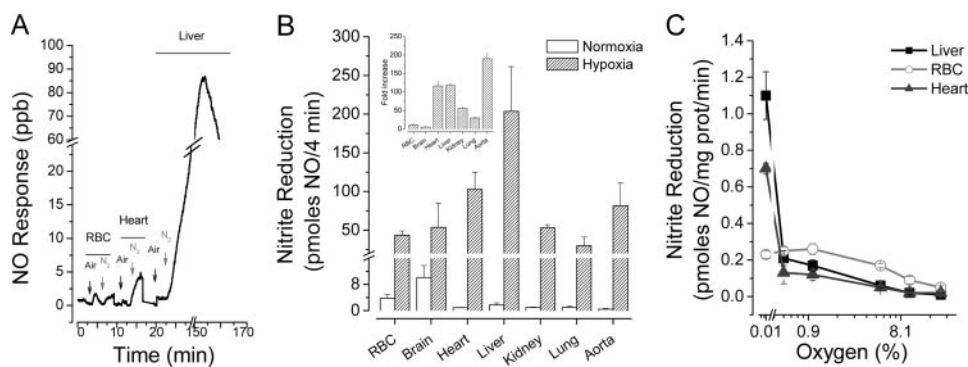 A
NO Response (ppb)
100
90
80
70
60
25
20
15
10
5
0
Liver
Heart
RBC
Air
N2
Air
N2
Air
N2
0
10
20
150
160
170
Time (min)
B
Nitrite Reduction
(pmoles NO/4 min)
300
250
200
150
100
50
8
4
0
Normoxia
Hypoxia
Fold increase
250
200
150
100
50
0
RBC
Brain
Heart
Liver
Kidney
Lung
Aorta
RBC
Brain
Heart
Liver
Kidney
Lung
Aorta
C
Nitrite Reduction
(pmoles NO/mg prot/min)
1.4
1.2
1.0
0.8
0.6
0.4
0.2
0.0
Liver
RBC
Heart
0.01
0.9
8.1
Oxygen (%)